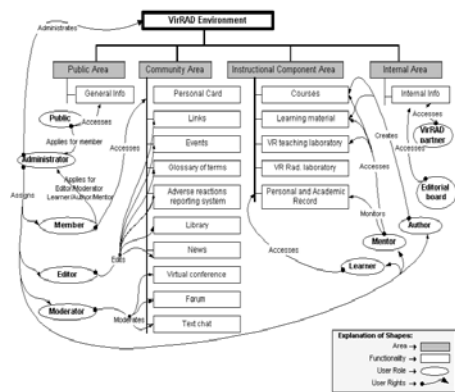 VirRAD Environment
Administrates
Public Area
Community Area
Instructional Component Area
Internal Area
General Info
Personal Card
Courses
Internal Info
Public
Accesses
Links
Learning material
Accesses
VirRAD
partner
Applies for member
Events
VR teaching laboratory
Creates
Administrator
Accesses
Glossary of terms
VR Rad. laboratory
Accesses
Accesses
Applies for
Editor/Moderator
Learner/Author/Mentor
Assigns
Adverse reactions
reporting system
Personal and Academic
Record
Editorial
board
Monitors
Member
Library
Author
Accesses
Mentor
Editor
Edits
News
Learner
Virtual conference
Moderator
Moderates
Forum
Text chat
Explanation of Shapes:
Area
Functionality
User Role
User Rights